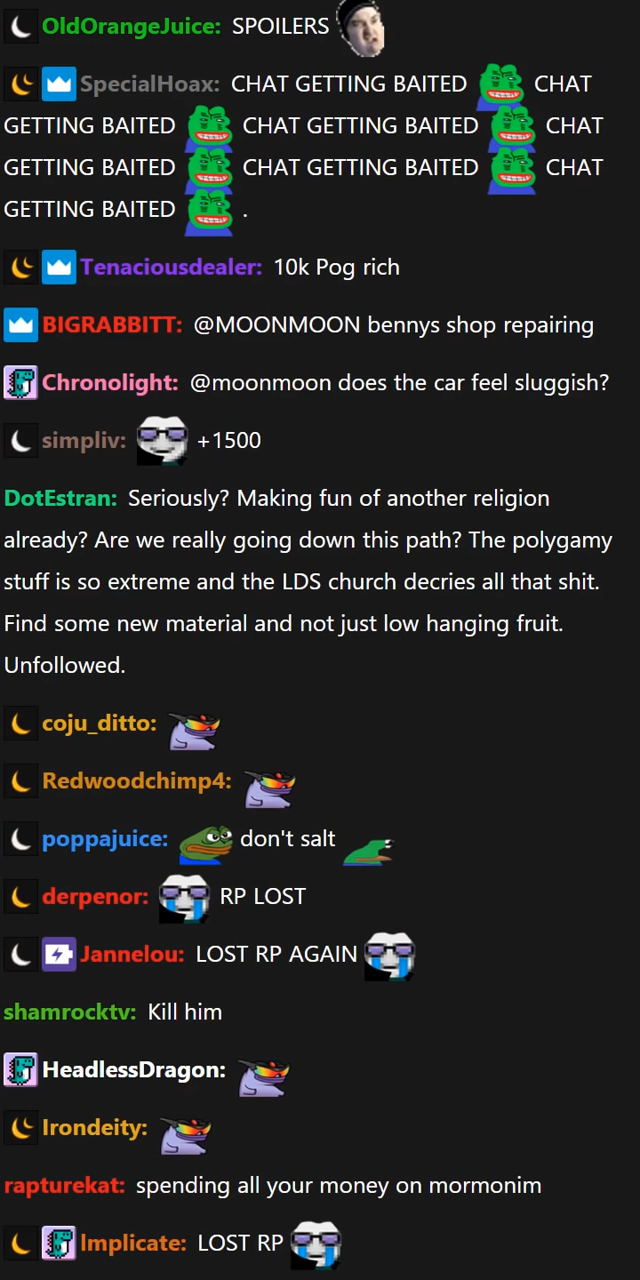 OldOrangeJuice: SPOILERS
SpecialHoax: CHAT GETTING BAITED CHAT
GETTING BAITED CHAT GETTING BAITED CHAT
GETTING BAITED CHAT GETTING BAITED CHAT
GETTING BAITED .
Tenaciousdealer: 10k Pog rich
BIGRABBITT: @MOONMOON bennys shop repairing
Chronolight: @moonmoon does the car feel sluggish?
simpliv: +1500
DotEstran: Seriously? Making fun of another religion
already? Are we really going down this path? The polygamy
stuff is so extreme and the LDS church decries all that shit.
Find some new material and not just low hanging fruit.
Unfollowed.
coju_ditto:
Redwoodchimp4:
poppajuice: don't salt
derpenor: RP LOST
Jannelou: LOST RP AGAIN
shamrocktv: Kill him
HeadlessDragon:
Irondeity:
rapturekat: spending all your money on mormonim
Implicate: LOST RP